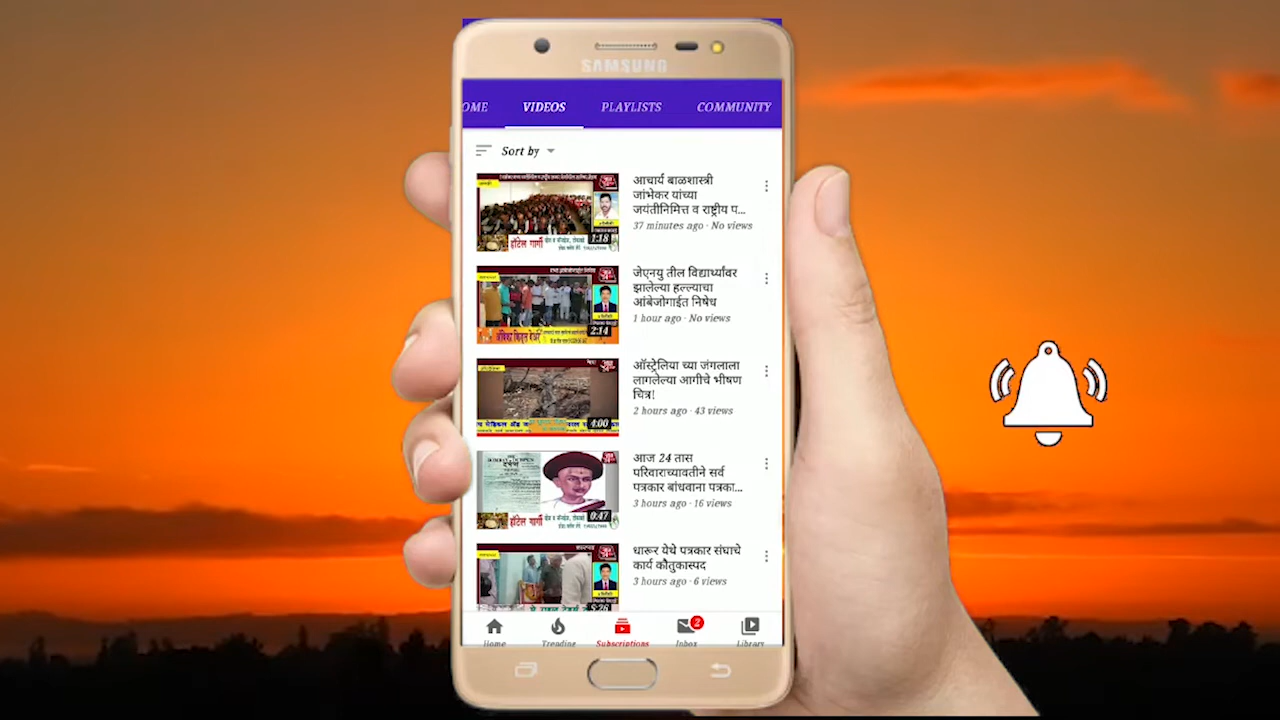 SAMSUNG
OME VIDEOS PLAYLISTS COMMUNITY
Sort by
आचार्य बाळशास्त्री
जांभेकर यांच्या
जयंतीनिमित्त व राष्ट्रीय प...
37 minutes ago · No views
1:18
हॉटेल गार्गी
जेएनयु तील विद्यार्थ्यांवर
झालेल्या हल्ल्याचा
आंबेजोगाईत निषेध
1 hour ago · No views
2:14
ऑस्ट्रेलिया च्या जंगलाला
लागलेल्या आगीचे भीषण
चित्र!
2 hours ago · 43 views
4:00
आज 24 तास
परिवाराच्यावतीने सर्व
पत्रकार बांधवाना पत्रका...
3 hours ago · 16 views
0:47
हॉटेल गार्गी
धारूर येथे पत्रकार संघाचे
कार्य कौतुकास्पद
3 hours ago · 6 views
5:26
2
Home Trending Subscriptions Inbox Library